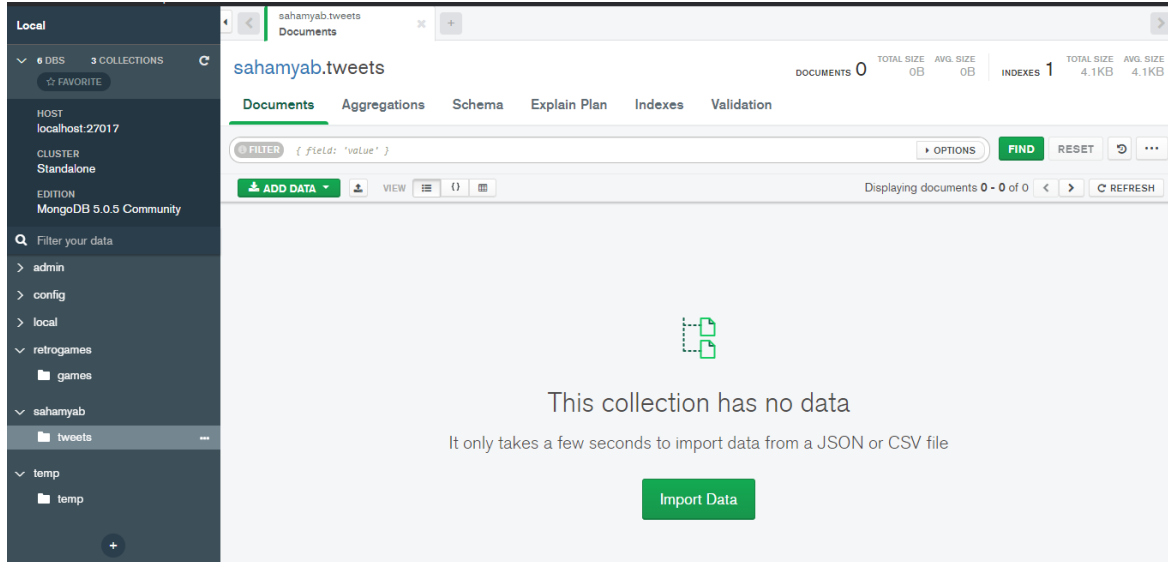 Local
6 DBS 3 COLLECTIONS
☆ FAVORITE
HOST
localhost:27017
CLUSTER
Standalone
EDITION
MongoDB 5.0.5 Community
Filter your data
admin
config
local
retrogames
games
sahamyab
tweets
temp
temp
sahamyab.tweets
Documents
sahamyab.tweets
DOCUMENTS 0 TOTAL SIZE 0B AVG. SIZE 0B INDEXES 1 TOTAL SIZE 4.1KB AVG. SIZE 4.1KB
Documents Aggregations Schema Explain Plan Indexes Validation
FILTER { field: 'value' } OPTIONS FIND RESET
ADD DATA VIEW {} Displaying documents 0 - 0 of 0 < > REFRESH
This collection has no data
It only takes a few seconds to import data from a JSON or CSV file
Import Data